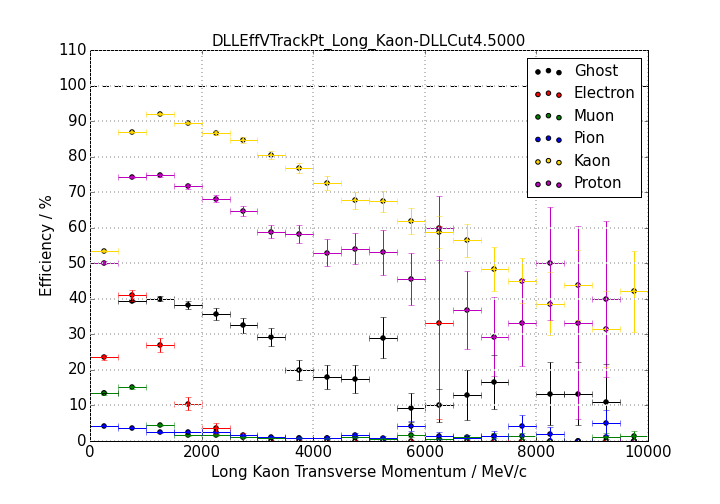 DLLEffVTrackPt_Long_Kaon-DLLCut4.5000
110
100
90
80
70
60
50
40
30
20
10
0
Efficiency / %
Ghost
Electron
Muon
Pion
Kaon
Proton
0 2000 4000 6000 8000 10000
Long Kaon Transverse Momentum / MeV/c